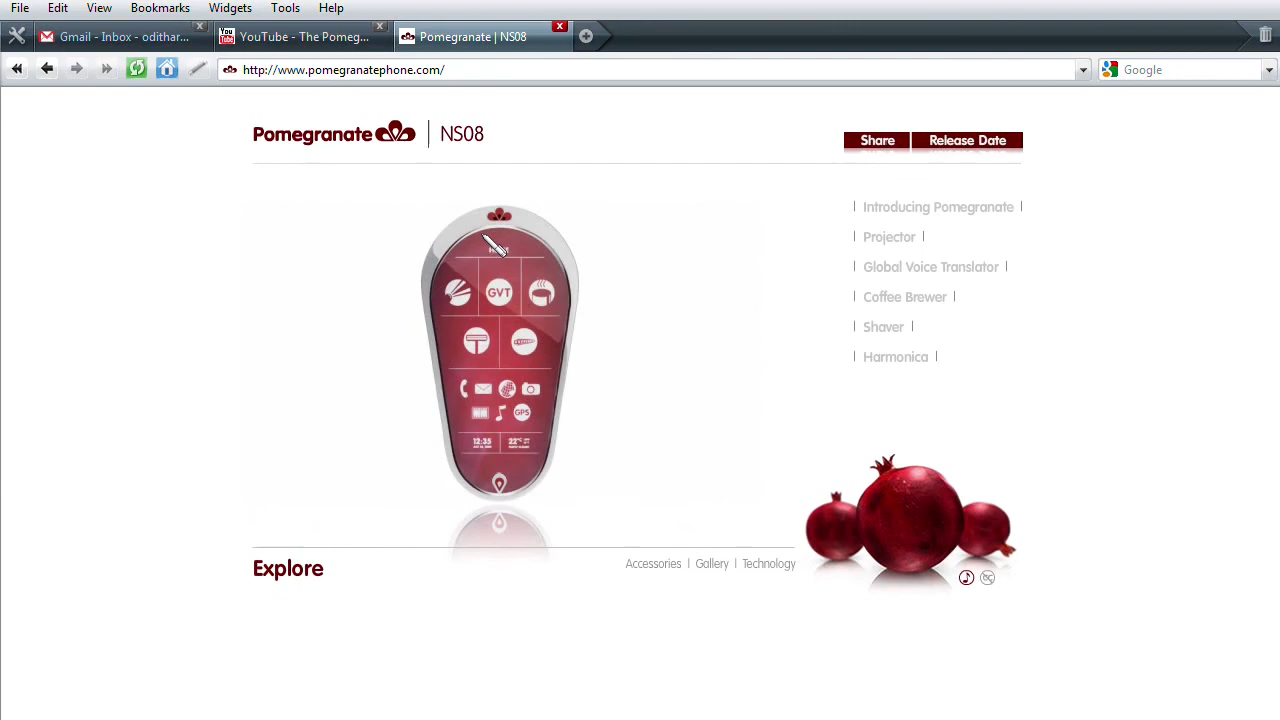 File Edit View Bookmarks Widgets Tools Help
Gmail - Inbox - odithar... YouTube - The Pomeg... Pomegranate | NS08
http://www.pomegranatephone.com/ Google
Pomegranate | NS08
Share Release Date
Introducing Pomegranate
Projector
Global Voice Translator
Coffee Brewer
Shaver
Harmonica
GVT
GPS
12:35
22°C
Explore
Accessories | Gallery | Technology